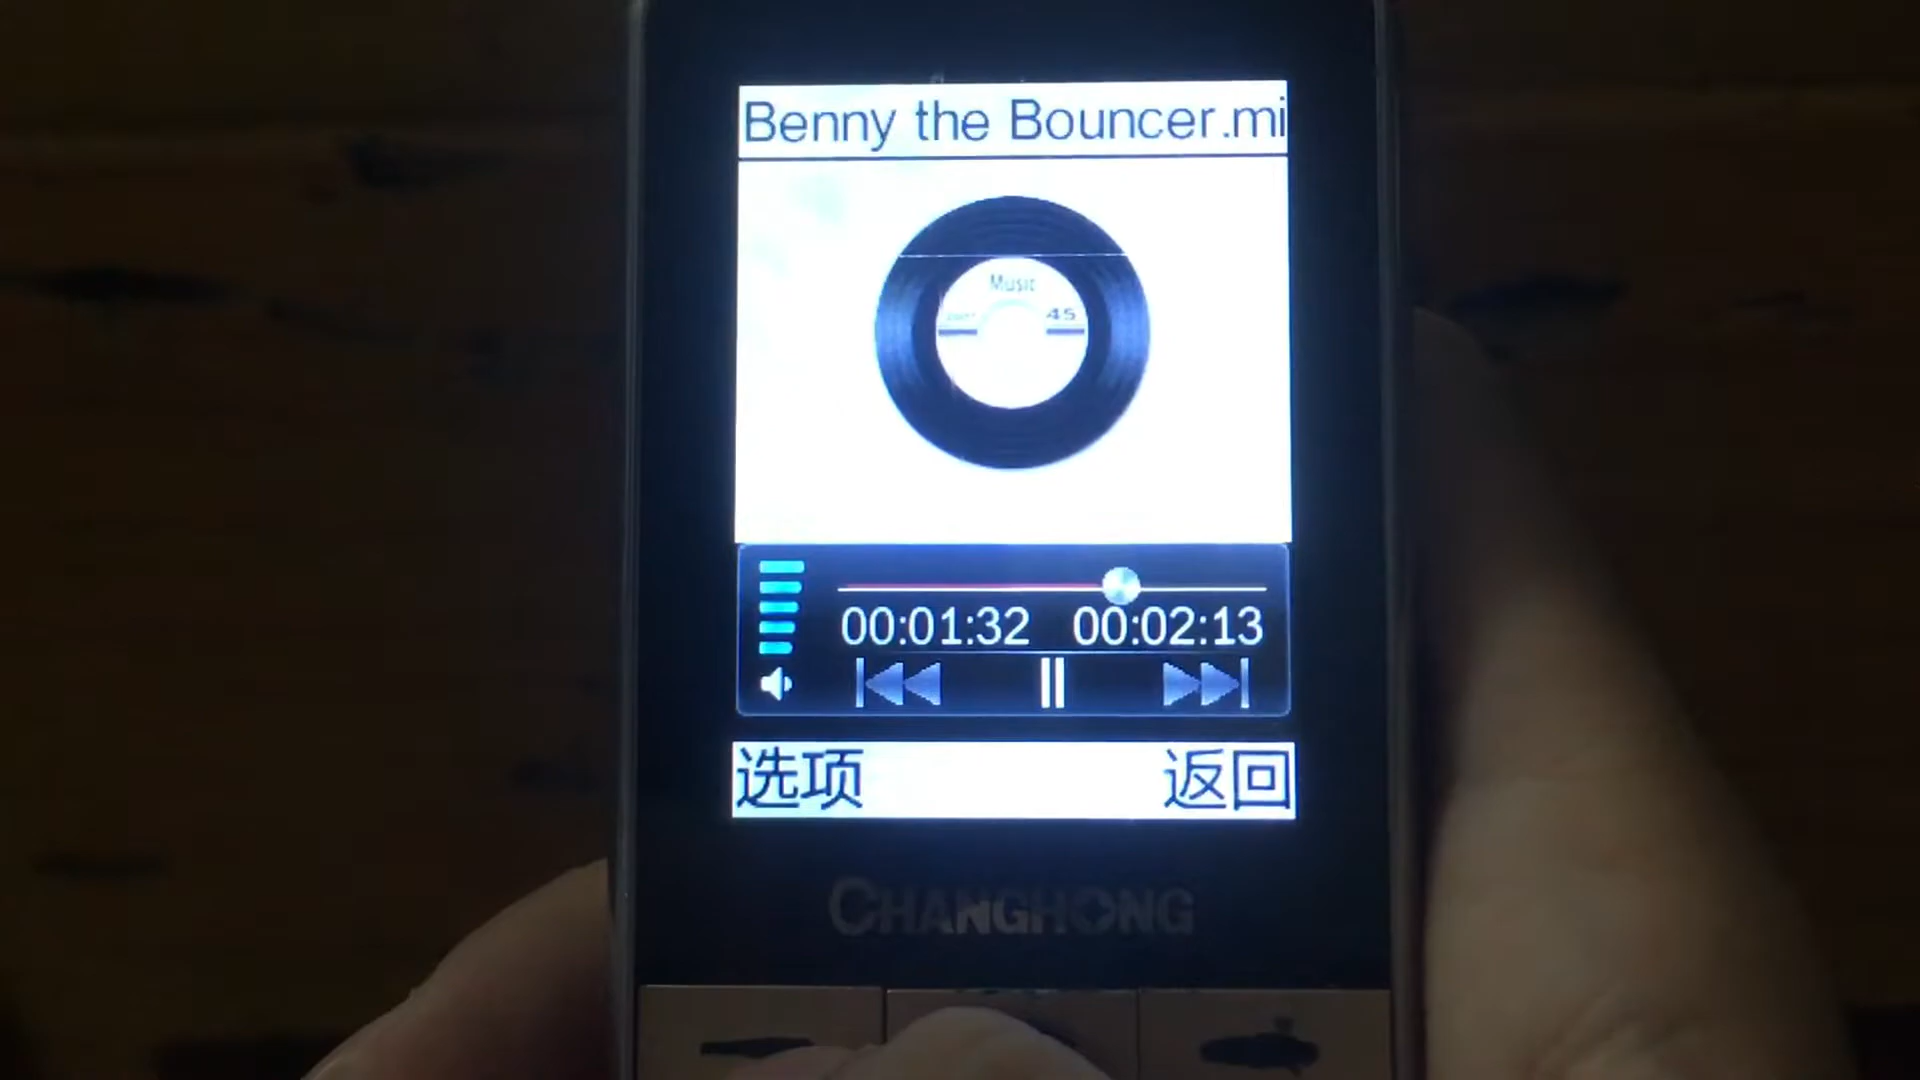 Benny the Bouncer.mi
Music
45
00:01:32 00:02:13
选项 返回
CHANGHONG